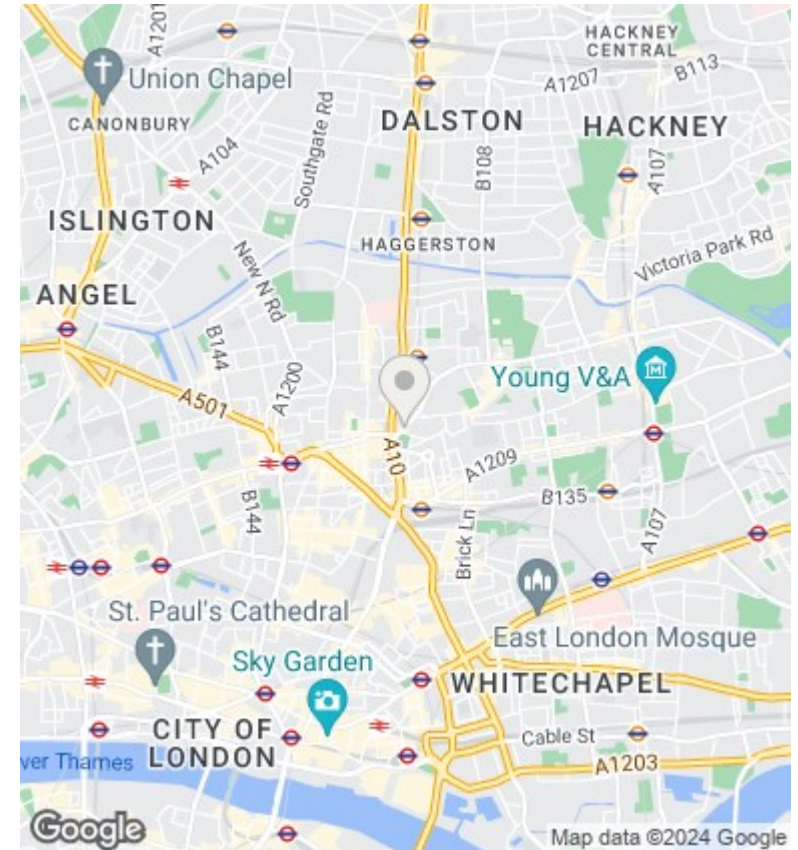 A1201
HACKNEY
CENTRAL
Union Chapel
A1207
B113
CANONBURY
DALSTON
HACKNEY
A104
Southgate Rd
B108
A107
ISLINGTON
HAGGERSTON
New N Rd
Victoria Park Rd
ANGEL
B144
A1200
Young V&A
A501
A10
A1209
B144
B135
Brick Ln
A107
St. Paul's Cathedral
East London Mosque
Sky Garden
WHITECHAPEL
CITY OF
LONDON
Cable St
ver Thames
A1203
Google
Map data ©2024 Google